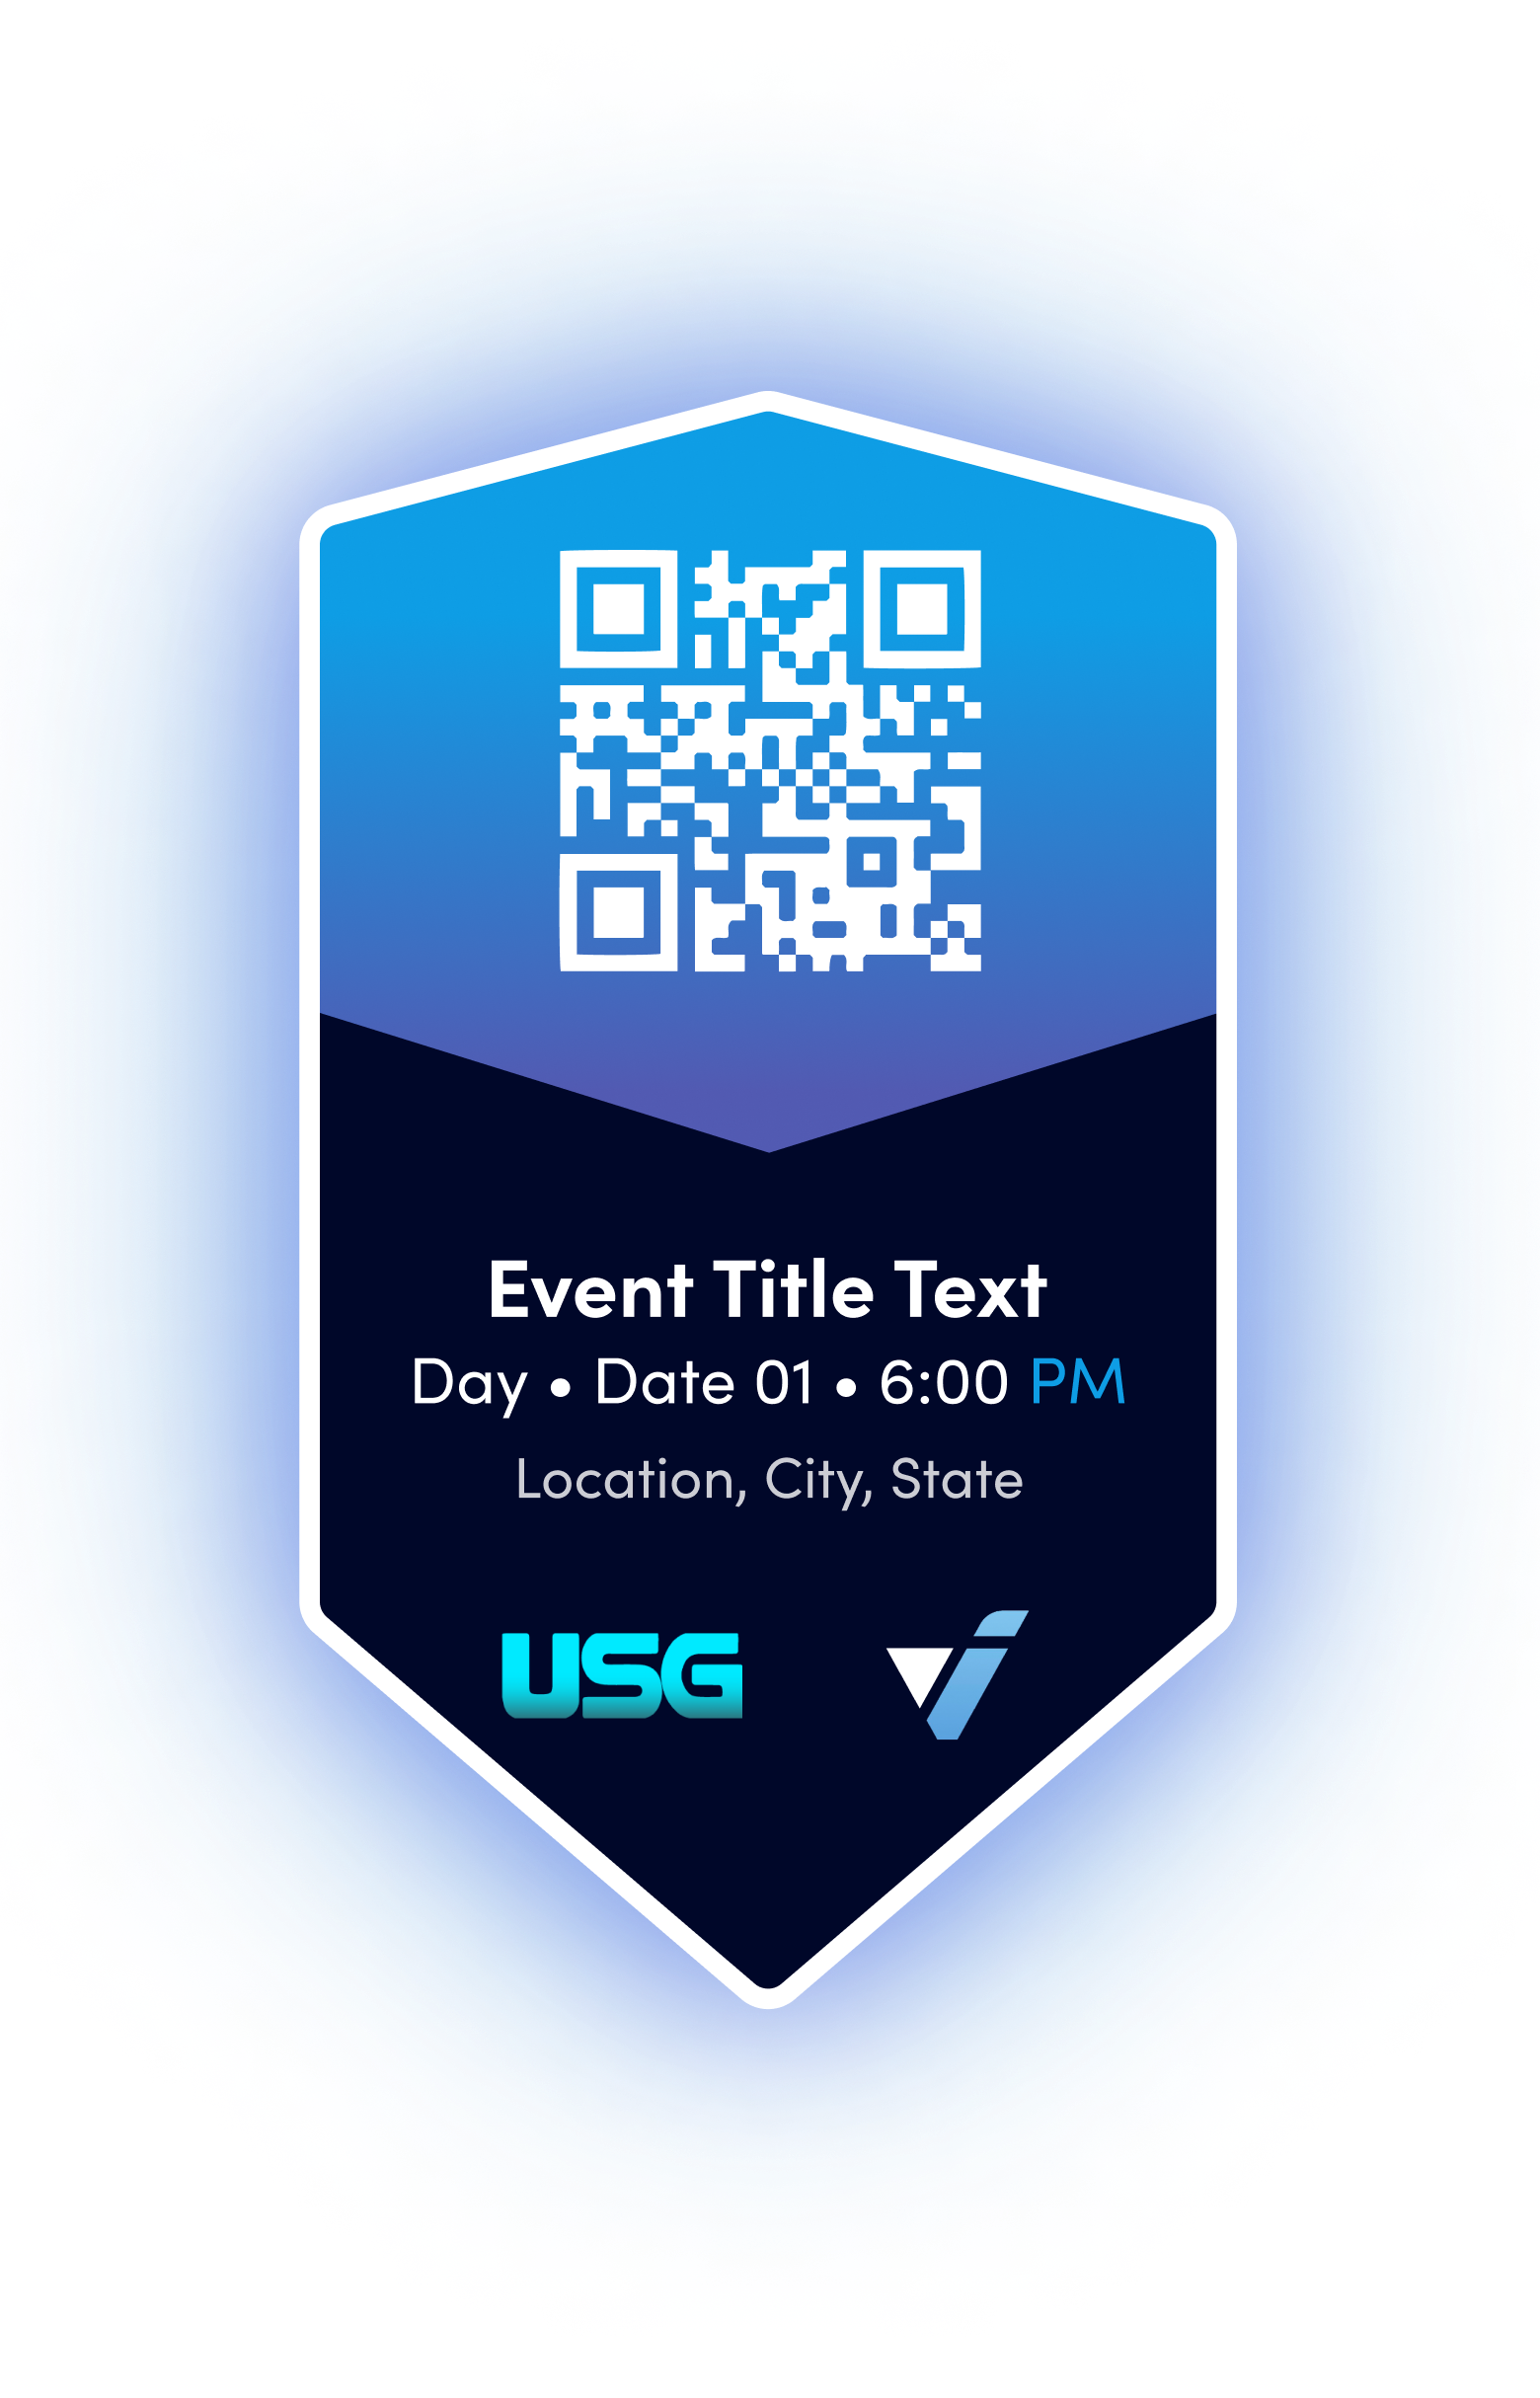 Event Title Text
Day • Date 01 • 6:00 PM
Location, City, State
USG